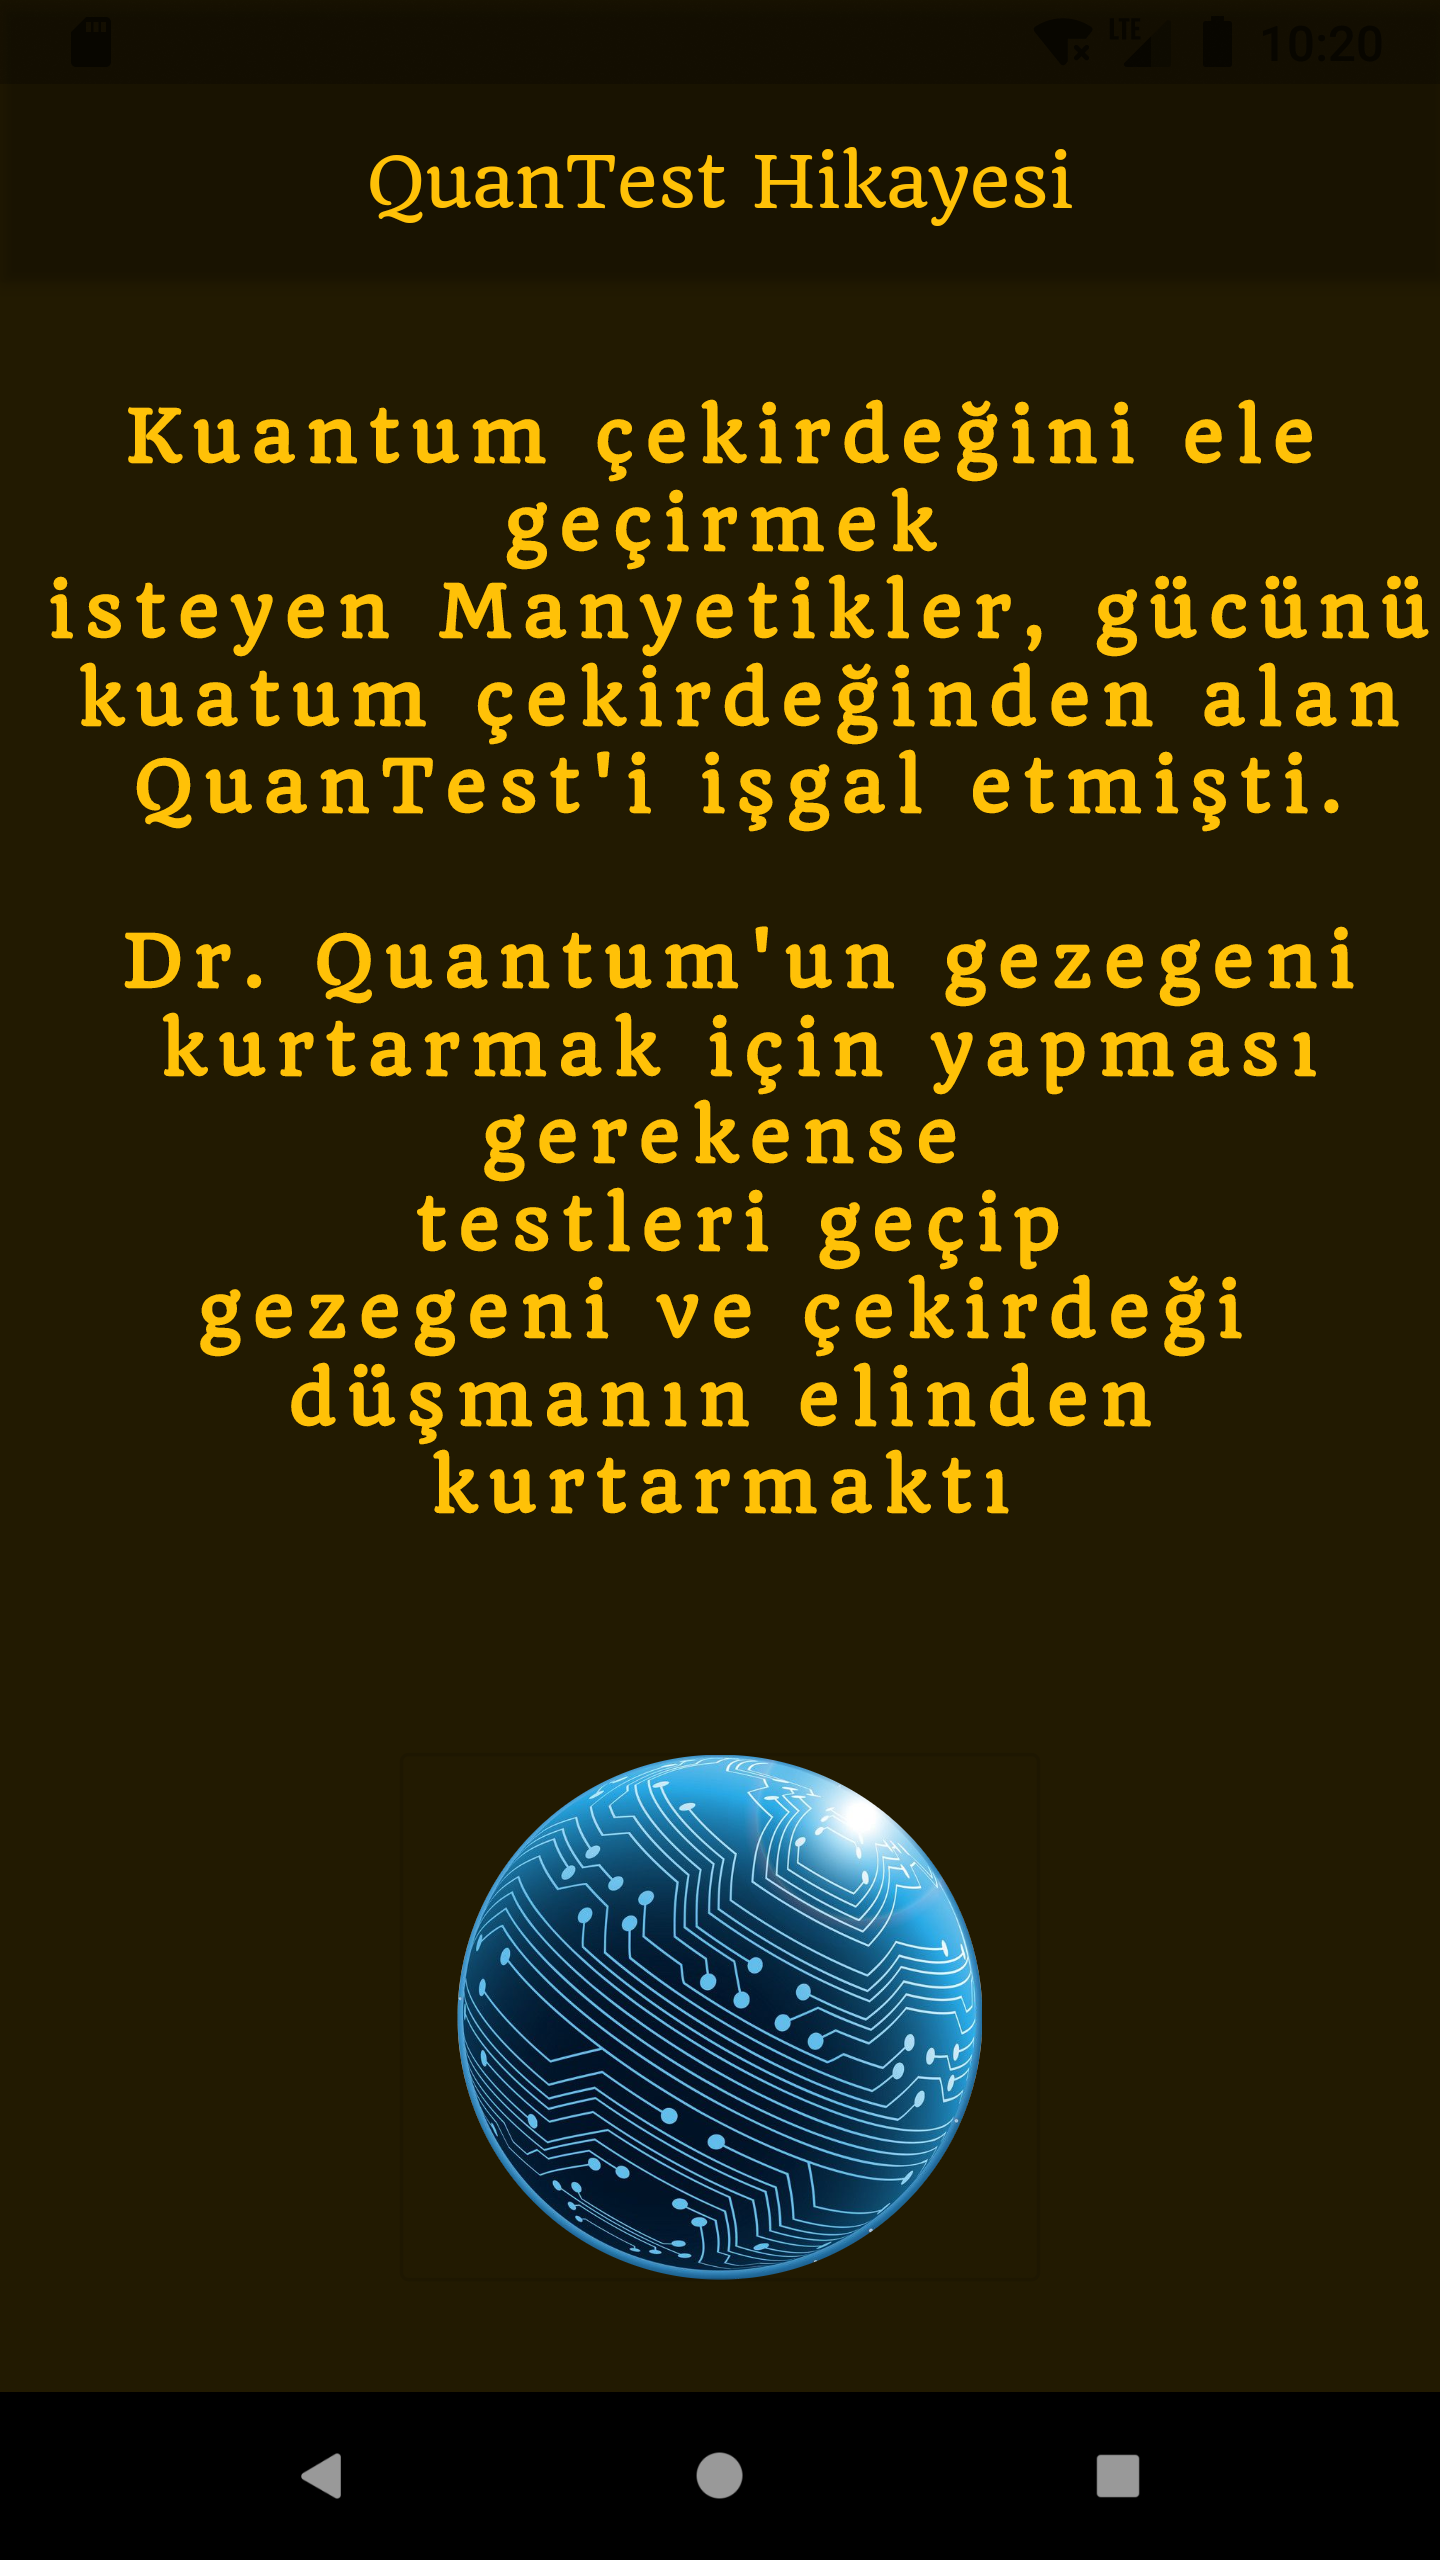 LTE 10:20
QuanTest Hikayesi
Kuantum çekirdeğini ele
geçirmek
isteyen Manyetikler, gücünü
kuatum çekirdeğinden alan
QuanTest'i işgal etmişti.
Dr. Quantum'un gezegeni
kurtarmak için yapması
gerekense
testleri geçip
gezegeni ve çekirdeği
düşmanın elinden
kurtarmaktı